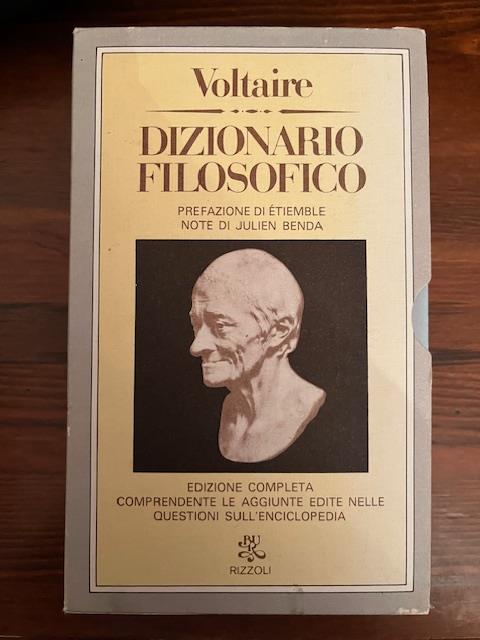 Voltaire
DIZIONARIO
FILOSOFICO
PREFAZIONE DI ÉTIEMBLE
NOTE DI JULIEN BENDA
EDIZIONE COMPLETA
COMPRENDENTE LE AGGIUNTE EDITE NELLE
QUESTIONI SULL'ENCICLOPEDIA
BUR
RIZZOLI